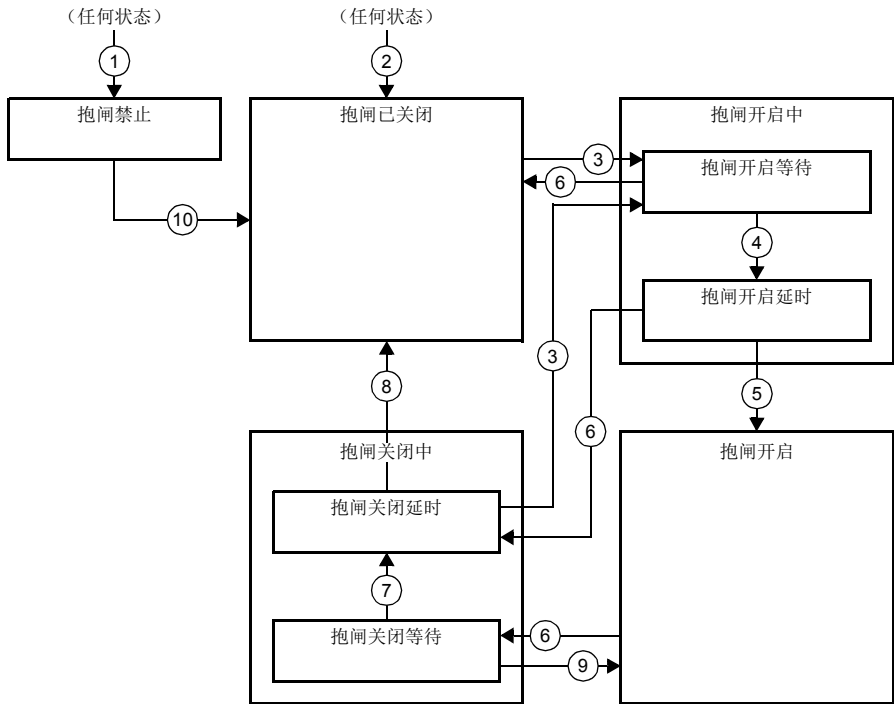 （任何状态）
（任何状态）
1
2
抱闸禁止
抱闸已关闭
抱闸开启中
3
抱闸开启等待
6
10
4
抱闸开启延时
3
8
5
6
抱闸关闭中
抱闸开启
抱闸关闭延时
7
抱闸关闭等待
6
9